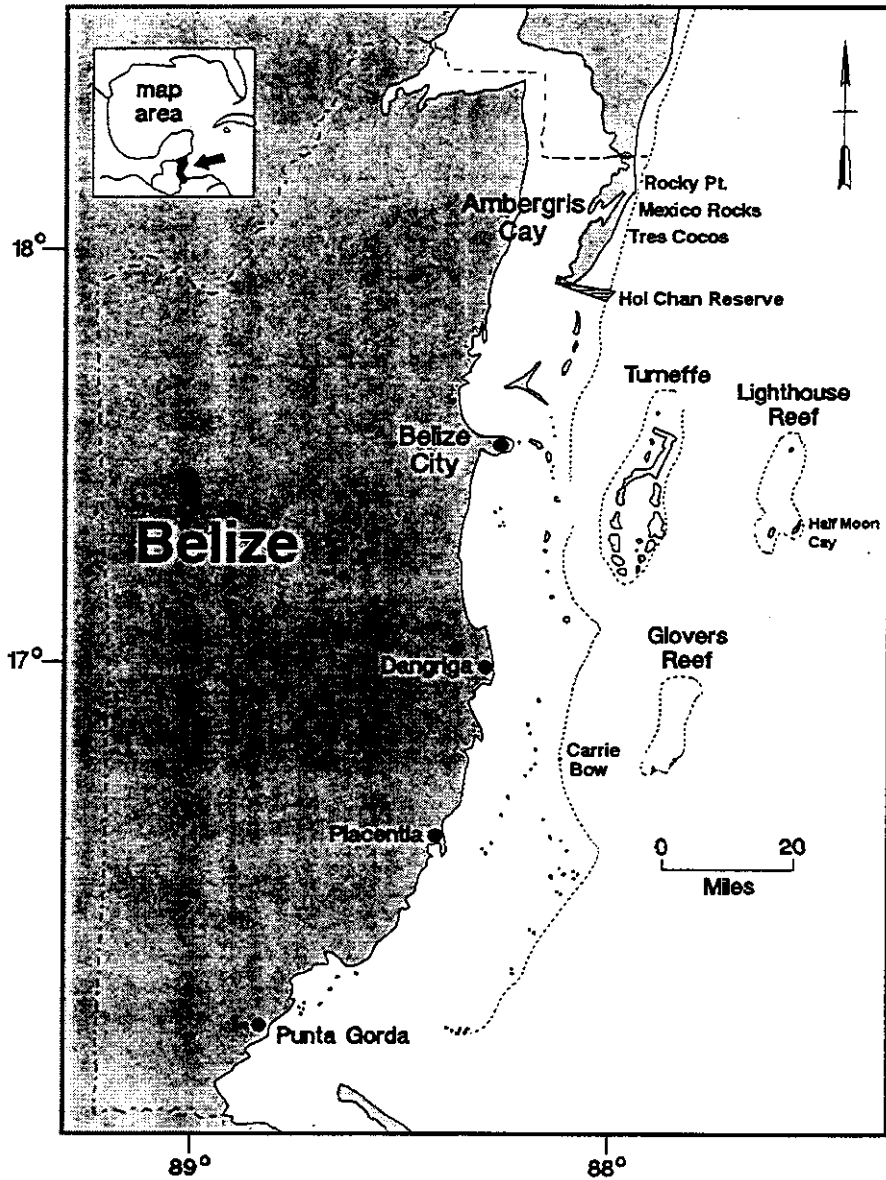 map
area
Rocky Pt.
Ambergris
Cay
Mexico Rocks
Tres Cocos
18°
Hol Chan Reserve
Turneffe
Lighthouse
Reef
Belize
City
Half Moon
Cay
Belize
17°
Dangriga
Glovers
Reef
Carrie
Bow
Placentia
0 20
Miles
Punta Gorda
89° 88°